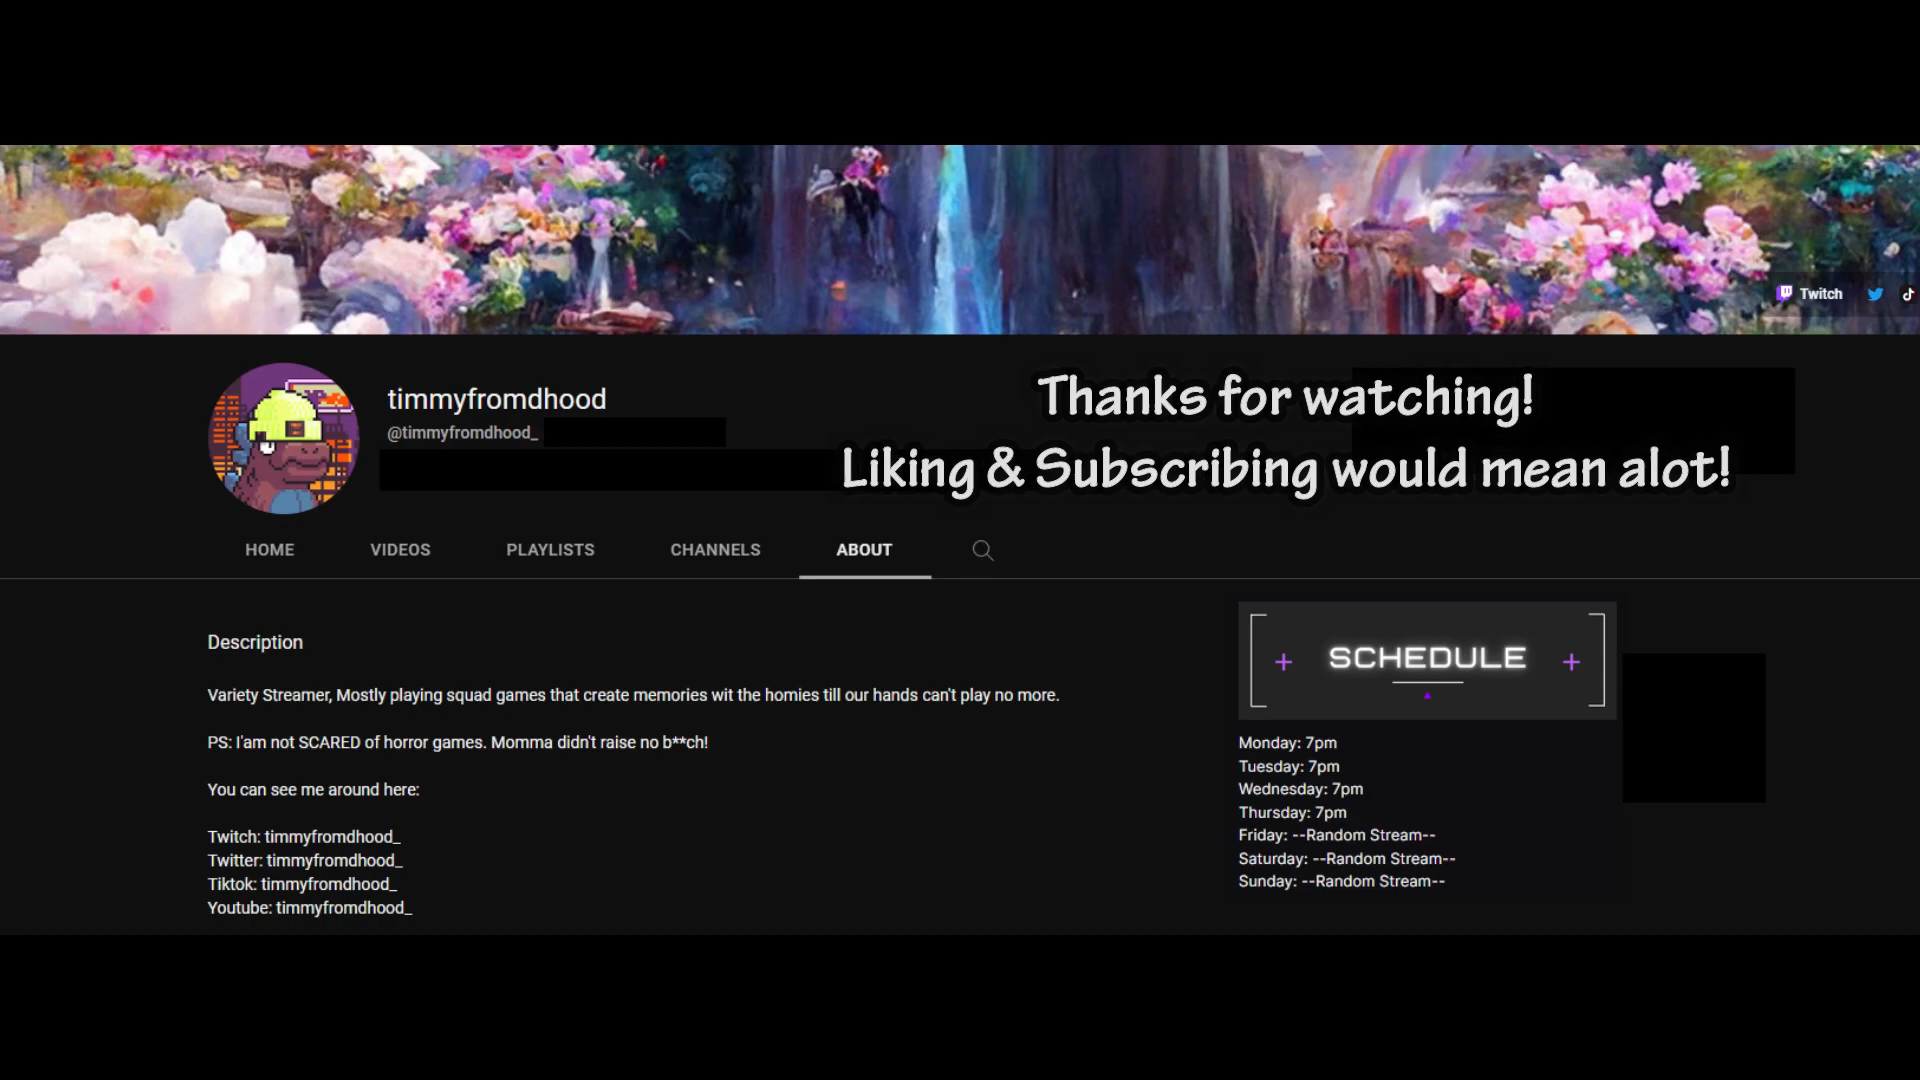 Twitch
timmyfromdhood
@timmyfromdhood_
Thanks for watching!
Liking & Subscribing would mean alot!
HOME VIDEOS PLAYLISTS CHANNELS ABOUT
Description
Variety Streamer, Mostly playing squad games that create memories wit the homies till our hands can't play no more.
PS: I'am not SCARED of horror games. Momma didn't raise no b**ch!
You can see me around here:
Twitch: timmyfromdhood_
Twitter: timmyfromdhood_
Tiktok: timmyfromdhood_
Youtube: timmyfromdhood_
SCHEDULE
Monday: 7pm
Tuesday: 7pm
Wednesday: 7pm
Thursday: 7pm
Friday: --Random Stream--
Saturday: --Random Stream--
Sunday: --Random Stream--